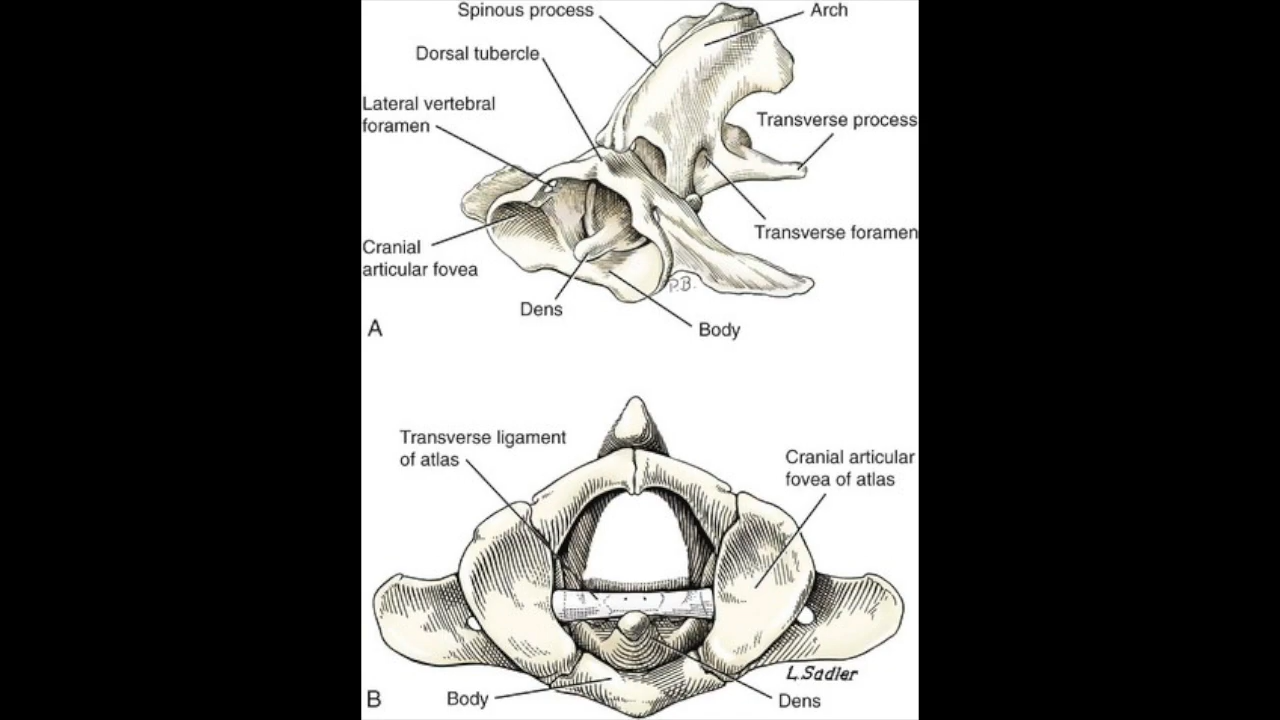 Spinous process
Arch
Dorsal tubercle
Lateral vertebral
foramen
Transverse process
Transverse foramen
Cranial
articular fovea
P.B.
Dens
Body
A
Transverse ligament
of atlas
Cranial articular
fovea of atlas
L.Sadler
Body
Dens
B